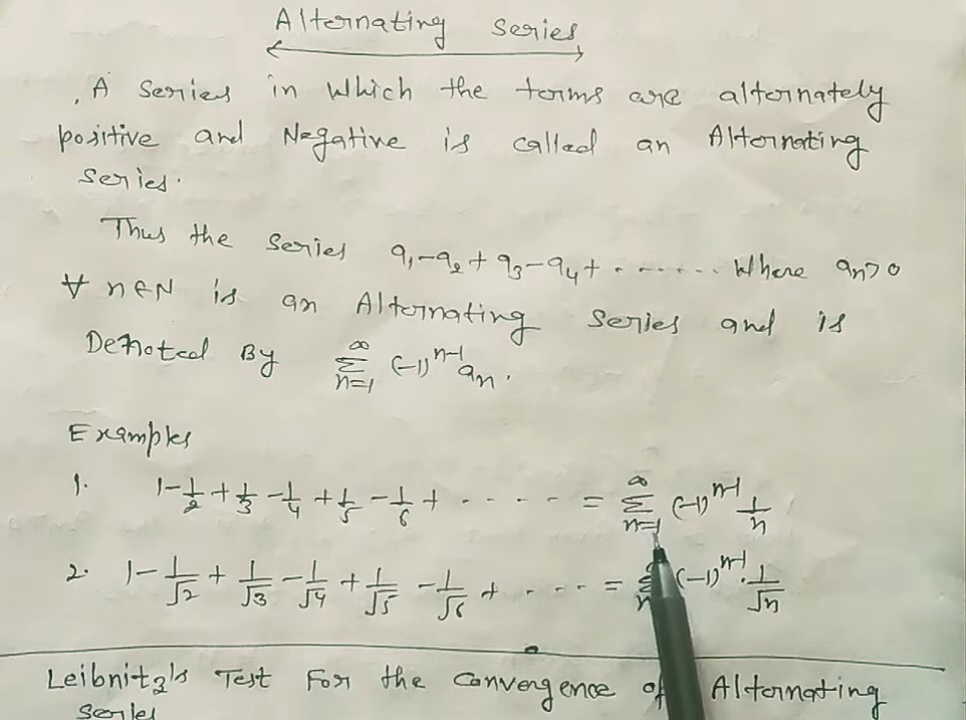 Alternating Series
A Series in which the terms are alternately
positive and Negative is called an Alternating
Series.
Thus the Series a₁-a₂+a₃-a₄+....... Where aₙ>0
∀ n∈N is an Alternating Series and is
Denoted By ∑_{n=1}^{∞} (-1)^{n-1} aₙ.
Examples
1. 1-1/2+1/3-1/4+1/5-1/6+..... = ∑_{n=1}^{∞} (-1)^{n-1} 1/n
2. 1-1/√2+1/√3-1/√4+1/√5-1/√6+..... = ∑ (-1)^{n-1}.1/√n
Leibnitz's Test For the Convergence of Alternating
Series